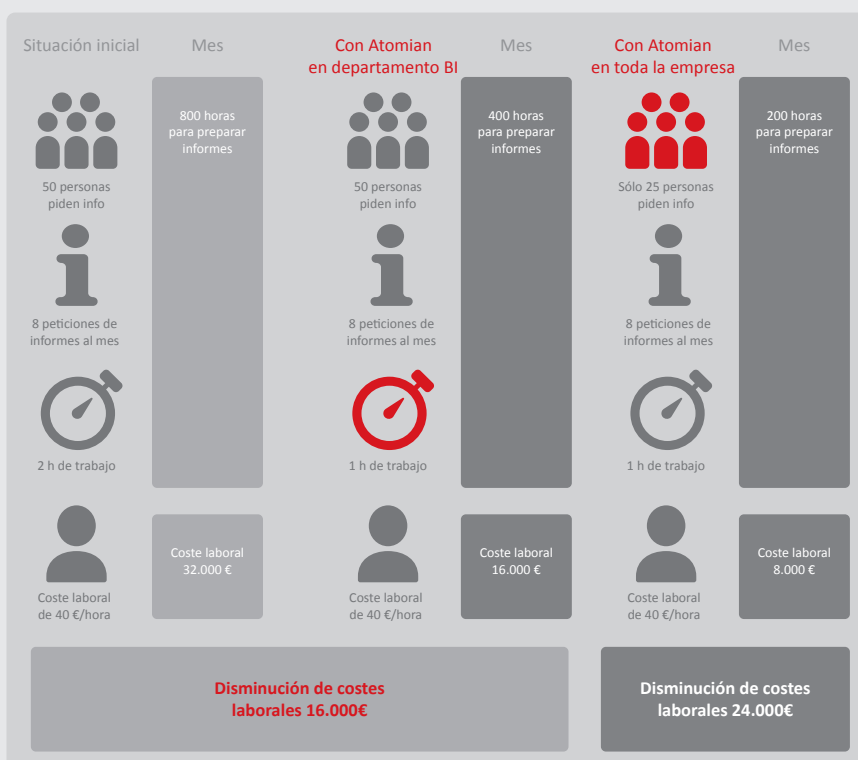 Situación inicial
Mes
800 horas
para preparar
informes
50 personas
piden info
8 peticiones de
informes al mes
2 h de trabajo
Coste laboral
32.000 €
Coste laboral
de 40 €/hora
Con Atomian
en departamento BI
Mes
400 horas
para preparar
informes
50 personas
piden info
8 peticiones de
informes al mes
1 h de trabajo
Coste laboral
16.000 €
Coste laboral
de 40 €/hora
Con Atomian
en toda la empresa
Mes
200 horas
para preparar
informes
Sólo 25 personas
piden info
8 peticiones de
informes al mes
1 h de trabajo
Coste laboral
8.000 €
Coste laboral
de 40 €/hora
Disminución de costes
laborales 16.000€
Disminución de costes
laborales 24.000€